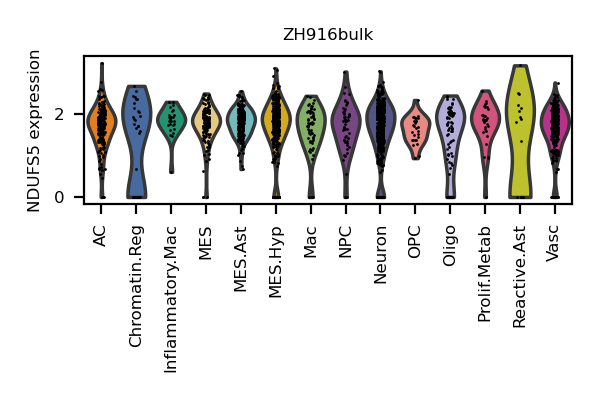 ZH916bulk
NDUFS5 expression
2
0
AC
Chromatin.Reg
Inflammatory.Mac
MES
MES.Ast
MES.Hyp
Mac
NPC
Neuron
OPC
Oligo
Prolif.Metab
Reactive.Ast
Vasc